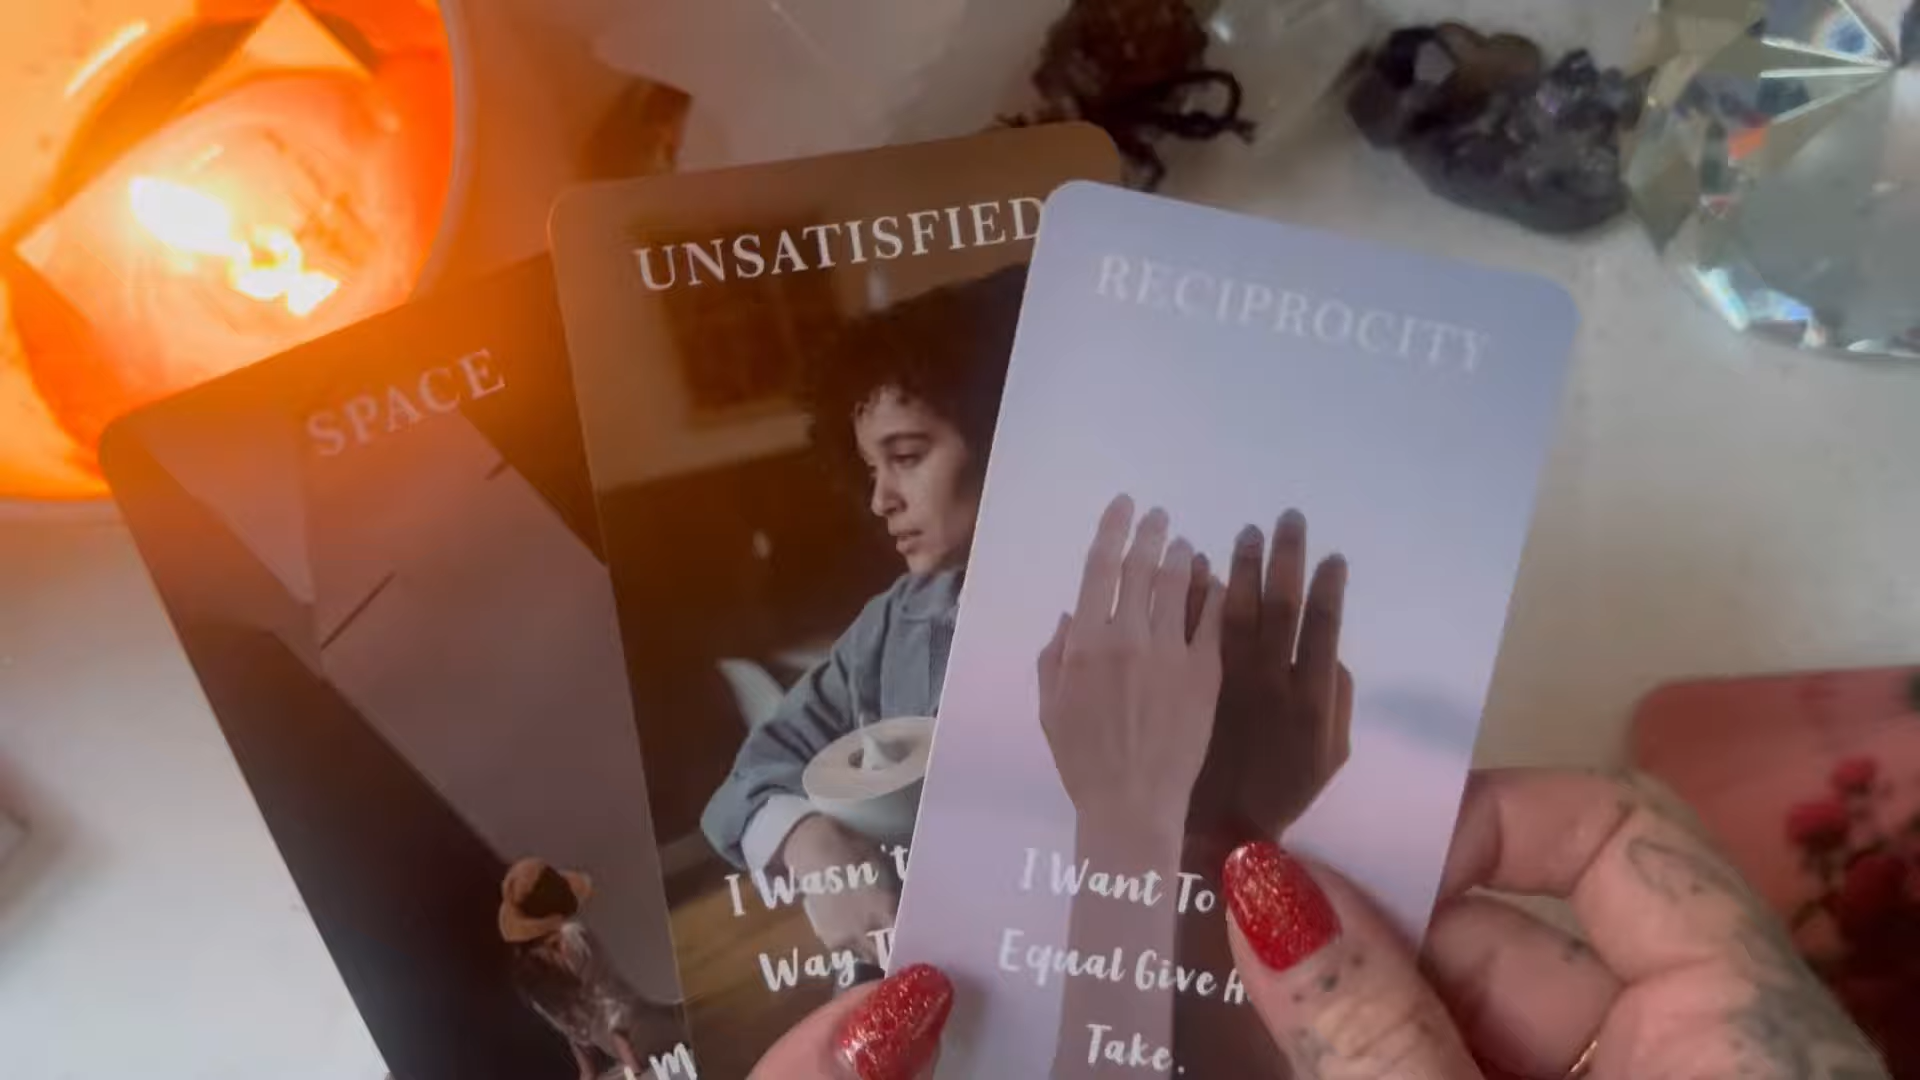 SPACE
I M
UNSATISFIED
I Wasn't
Way T
RECIPROCITY
I Want To
Equal Give A
Take.